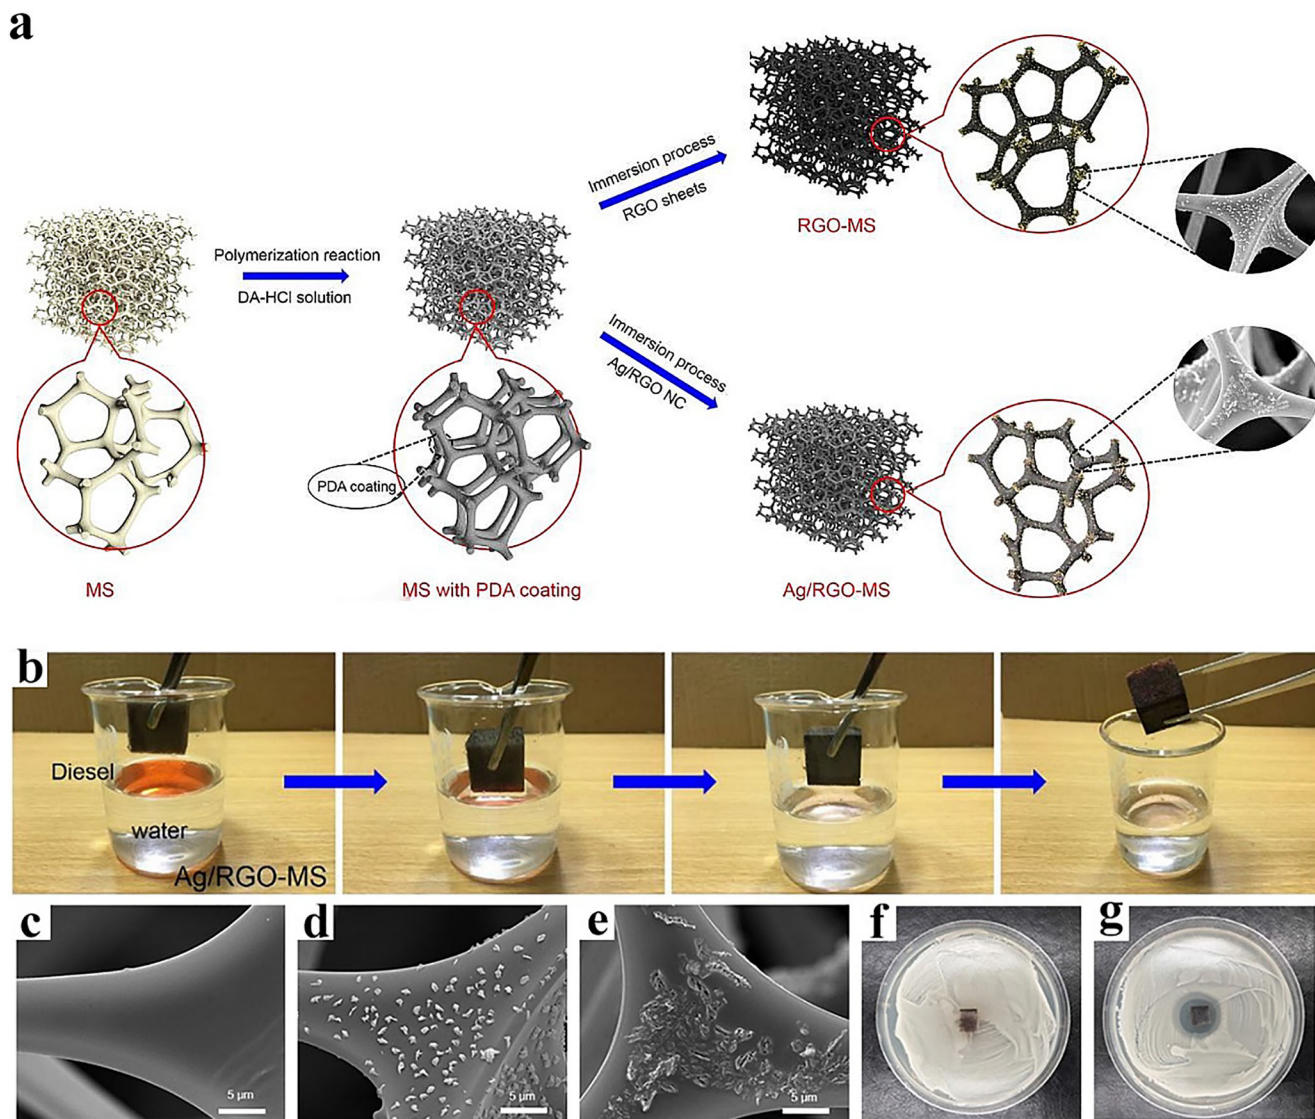 a
Polymerization reaction
DA-HCl solution
Immersion process
RGO sheets
RGO-MS
Immersion process
Ag/RGO NC
PDA coating
MS
MS with PDA coating
Ag/RGO-MS
b
Diesel
water
Ag/RGO-MS
c
d
e
f
g
5 µm
5 µm
5 µm